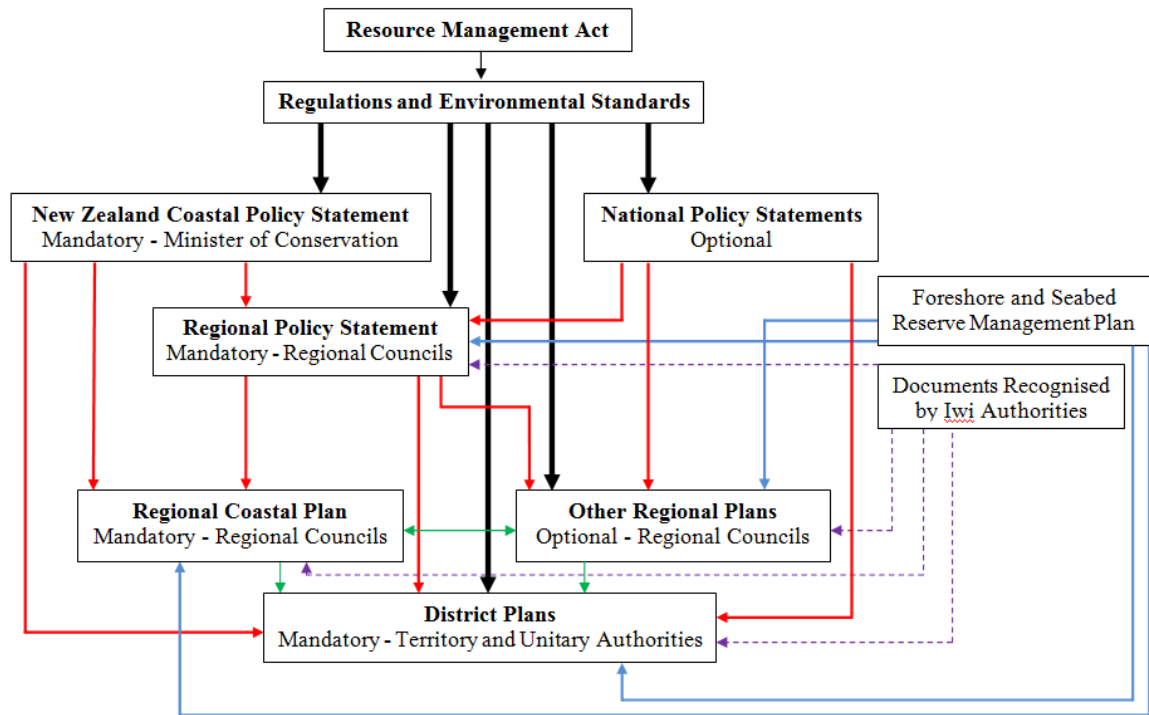 Resource Management Act
Regulations and Environmental Standards
New Zealand Coastal Policy Statement
Mandatory - Minister of Conservation
National Policy Statements
Optional
Foreshore and Seabed
Reserve Management Plan
Regional Policy Statement
Mandatory - Regional Councils
Documents Recognised
by Iwi Authorities
Regional Coastal Plan
Mandatory - Regional Councils
Other Regional Plans
Optional - Regional Councils
District Plans
Mandatory - Territory and Unitary Authorities